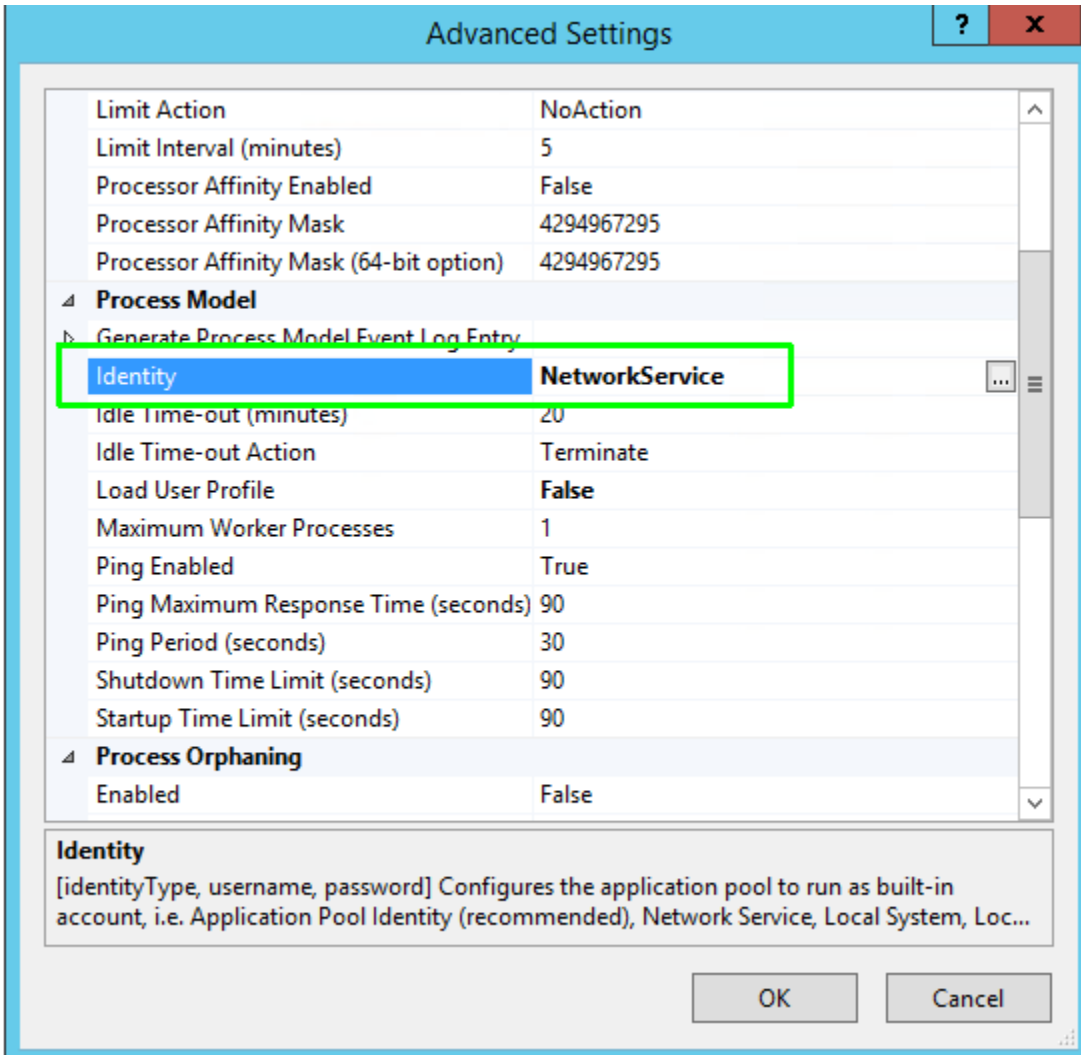 Advanced Settings
?
x
Limit Action NoAction
Limit Interval (minutes) 5
Processor Affinity Enabled False
Processor Affinity Mask 4294967295
Processor Affinity Mask (64-bit option) 4294967295
Process Model
Generate Process Model Event Log Entry
Identity NetworkService ...
Idle Time-out (minutes) 20
Idle Time-out Action Terminate
Load User Profile False
Maximum Worker Processes 1
Ping Enabled True
Ping Maximum Response Time (seconds) 90
Ping Period (seconds) 30
Shutdown Time Limit (seconds) 90
Startup Time Limit (seconds) 90
Process Orphaning
Enabled False
Identity
[identityType, username, password] Configures the application pool to run as built-in
account, i.e. Application Pool Identity (recommended), Network Service, Local System, Loc...
OK Cancel